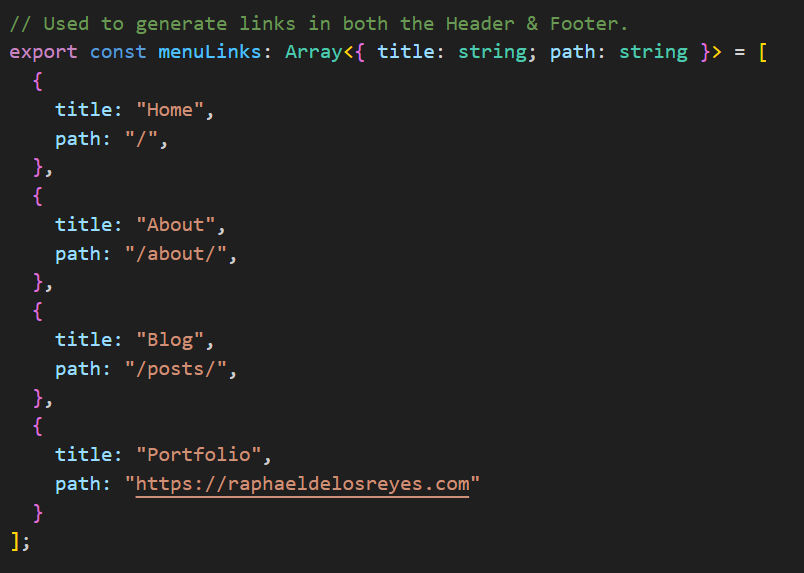 // Used to generate links in both the Header & Footer.
export const menuLinks: Array<{ title: string; path: string }> = [
  {
    title: "Home",
    path: "/",
  },
  {
    title: "About",
    path: "/about/",
  },
  {
    title: "Blog",
    path: "/posts/",
  },
  {
    title: "Portfolio",
    path: "https://raphaeldelosreyes.com"
  }
];